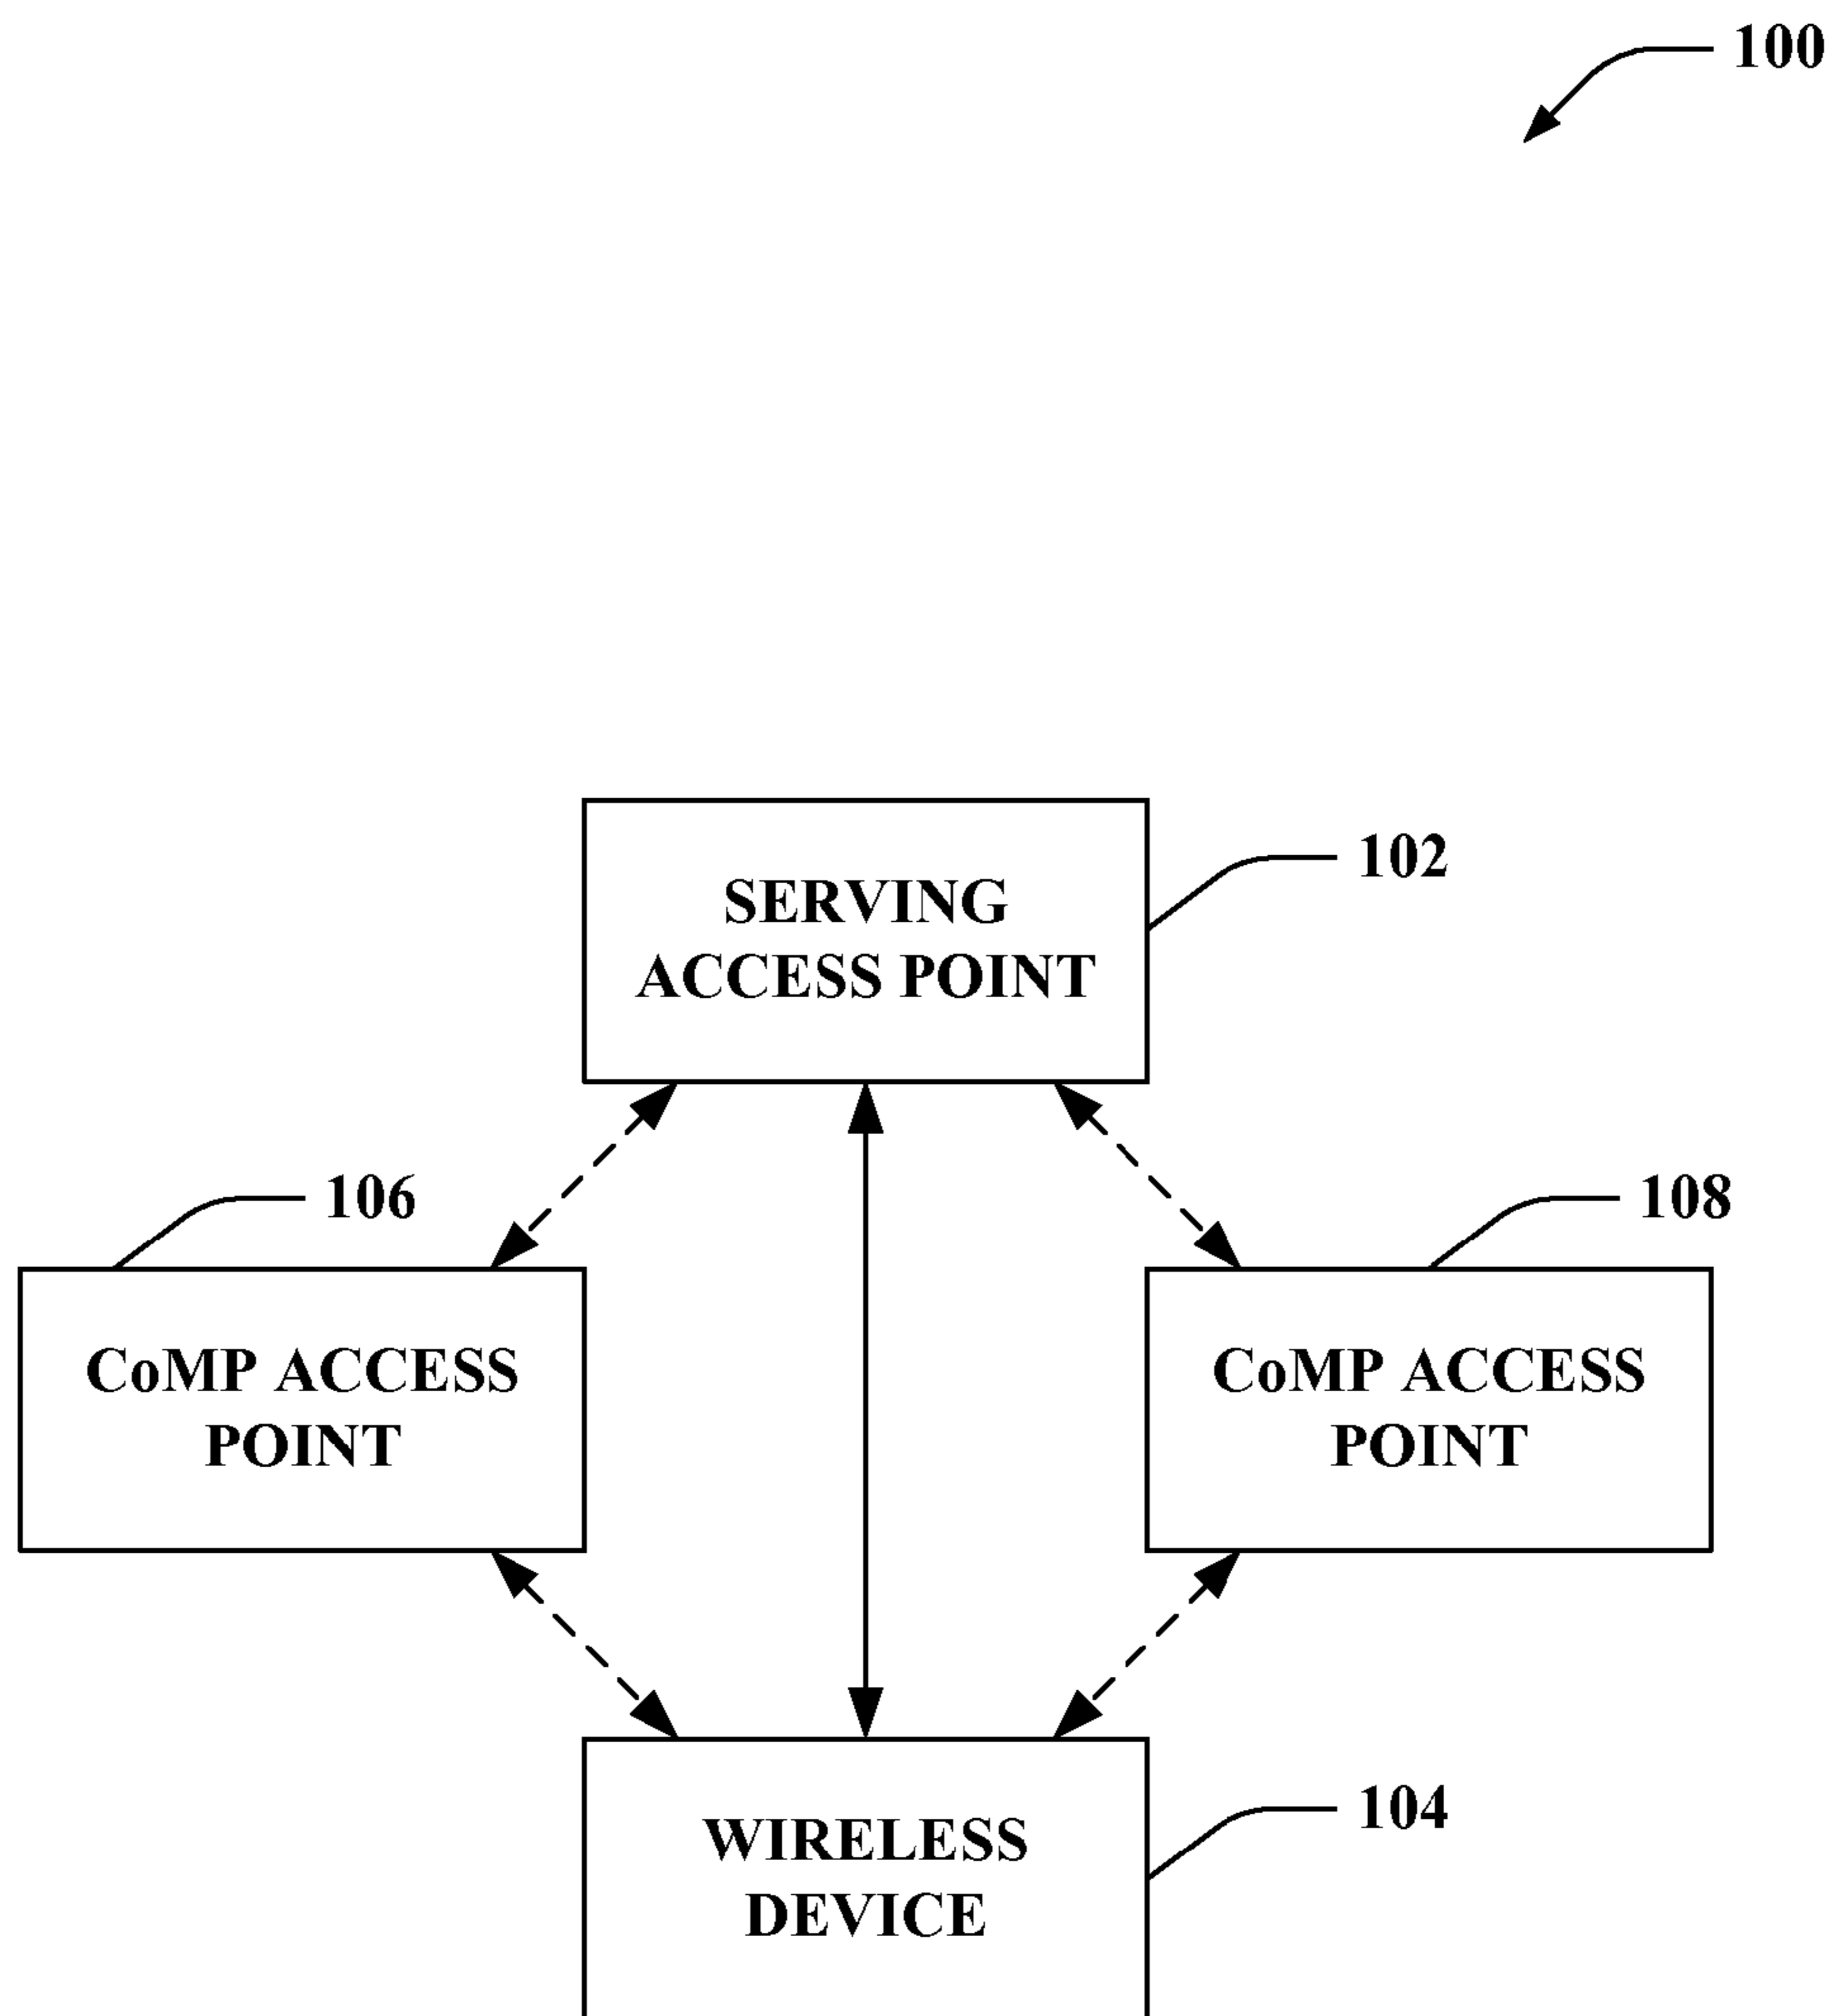 100
SERVING
ACCESS POINT
102
106
108
CoMP ACCESS
POINT
CoMP ACCESS
POINT
WIRELESS
DEVICE
104